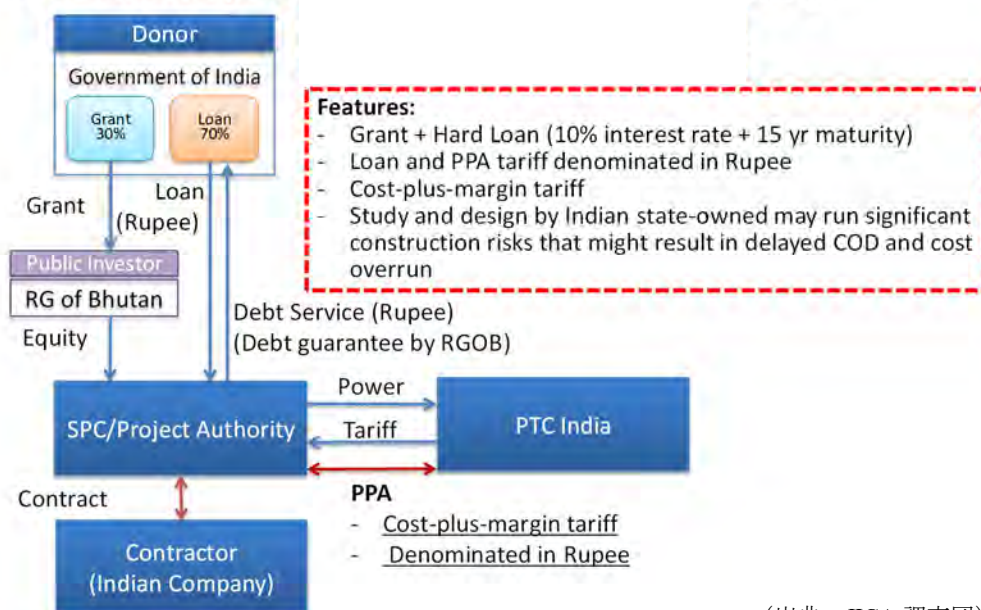 Donor
Government of India
Grant
30%
Loan
70%
Features:
- Grant + Hard Loan (10% interest rate + 15 yr maturity)
- Loan and PPA tariff denominated in Rupee
- Cost-plus-margin tariff
- Study and design by Indian state-owned may run significant
construction risks that might result in delayed COD and cost
overrun
Grant
Loan
(Rupee)
Public Investor
RG of Bhutan
Equity
Debt Service (Rupee)
(Debt guarantee by RGOB)
SPC/Project Authority
Power
Tariff
PTC India
Contract
PPA
- Cost-plus-margin tariff
- Denominated in Rupee
Contractor
(Indian Company)